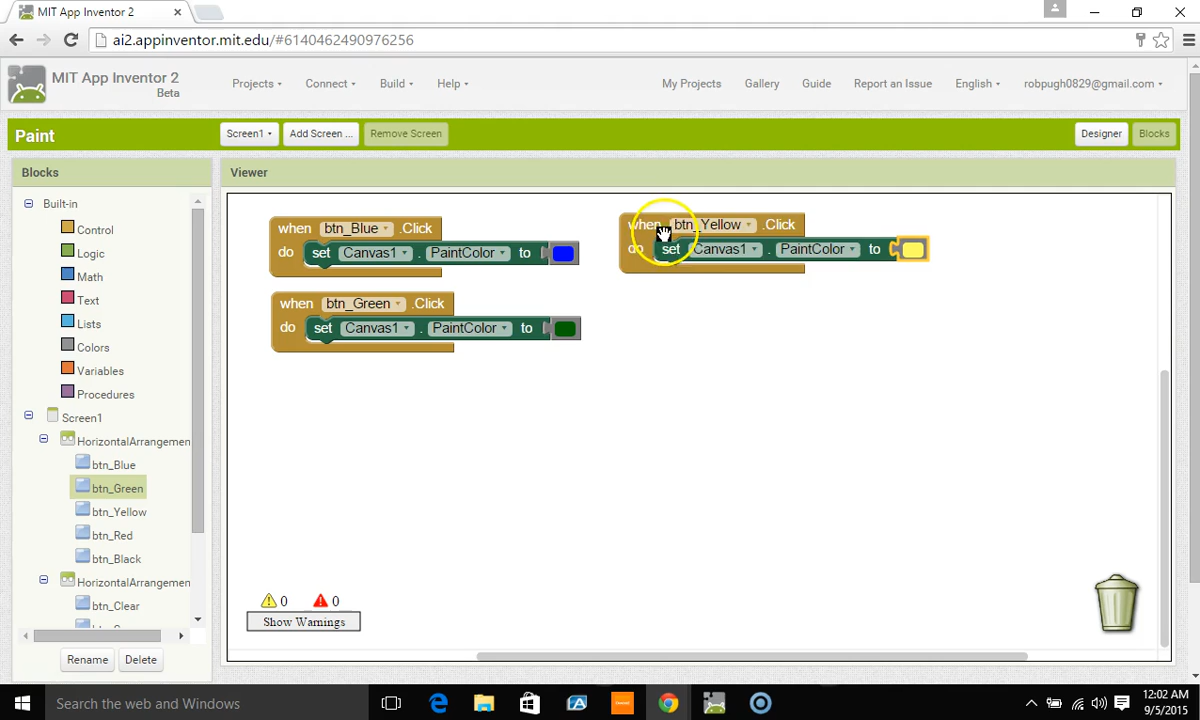 MIT App Inventor 2
ai2.appinventor.mit.edu/#6140462490976256
MIT App Inventor 2
Beta
Projects
Connect
Build
Help
My Projects
Gallery
Guide
Report an Issue
English
robpugh0829@gmail.com
Paint
Screen1
Add Screen ...
Remove Screen
Designer
Blocks
Blocks
Built-in
Control
Logic
Math
Text
Lists
Colors
Variables
Procedures
Screen1
HorizontalArrangemen
btn_Blue
btn_Green
btn_Yellow
btn_Red
btn_Black
HorizontalArrangemen
btn_Clear
Rename
Delete
Viewer
when btn_Blue .Click
do set Canvas1 . PaintColor to
when btn_Green .Click
do set Canvas1 . PaintColor to
when btn_Yellow .Click
do set Canvas1 . PaintColor to
0 0
Show Warnings
Search the web and Windows
12:02 AM
9/5/2015